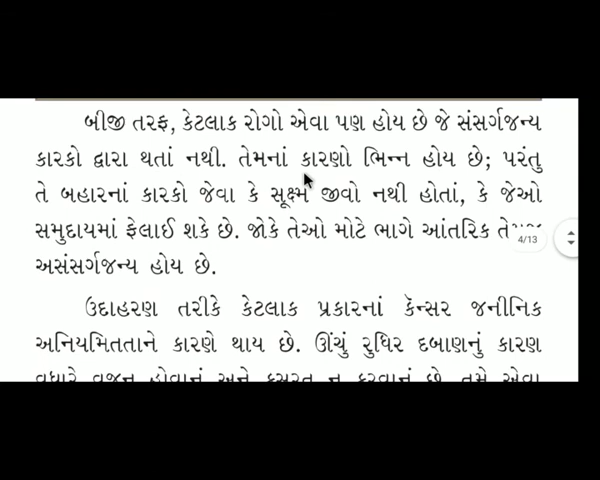 બીજી તરફ, કેટલાક રોગો એવા પણ હોય છે જે સંસર્ગજન્ય
કારકો દ્વારા થતાં નથી. તેમનાં કારણો ભિન્ન હોય છે; પરંતુ
તે બહારનાં કારકો જેવા કે સૂક્ષ્મ જીવો નથી હોતાં, કે જેઓ
સમુદાયમાં ફેલાઈ શકે છે. જોકે તેઓ મોટે ભાગે આંતરિક
4/13
અસંસર્ગજન્ય હોય છે.
ઉદાહરણ તરીકે કેટલાક પ્રકારનાં કૅન્સર જનીનિક
અનિયમિતતાને કારણે થાય છે. ઊંચું રુધિર દબાણનું કારણ